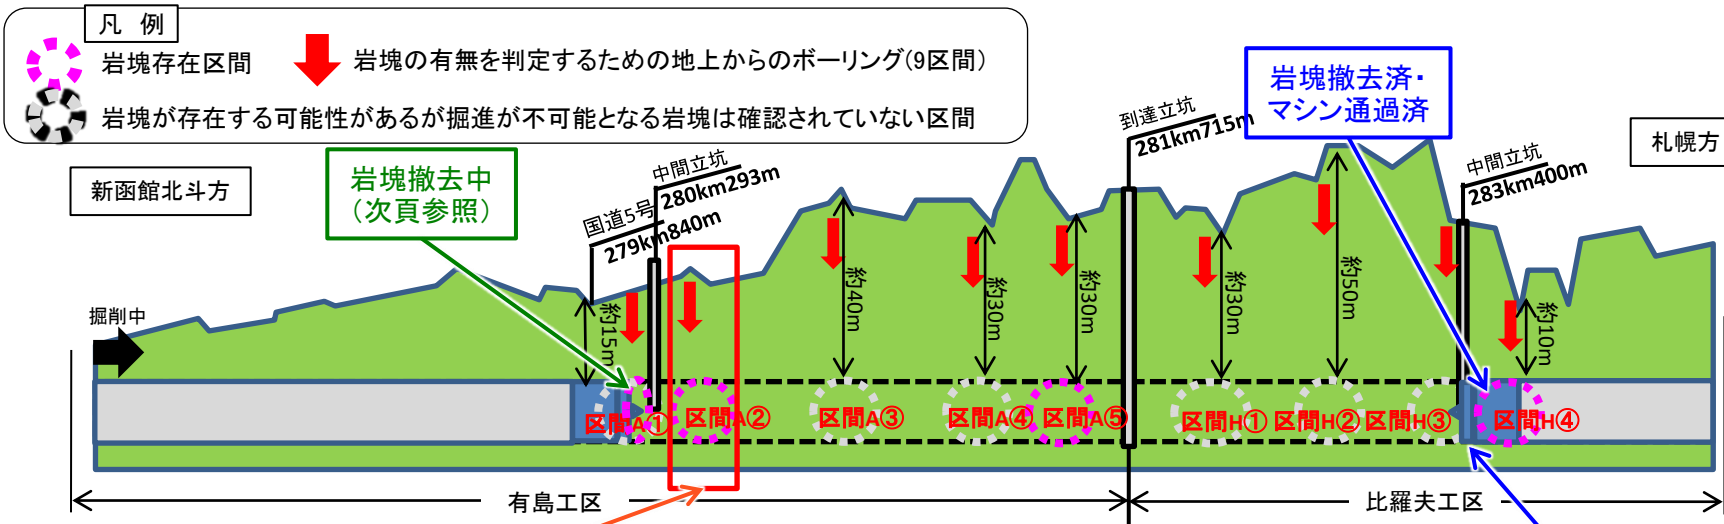 凡 例
岩塊存在区間
岩塊の有無を判定するための地上からのボーリング(9区間)
岩塊が存在する可能性があるが掘進が不可能となる岩塊は確認されていない区間
岩塊撤去済・
マシン通過済
到達立坑
281km715m
札幌方
新函館北斗方
岩塊撤去中
（次頁参照）
中間立坑
280km293m
国道5号
279km840m
中間立坑
283km400m
掘削中
約15m
約40m
約30m
約30m
約30m
約50m
約10m
区間A①
区間A②
区間A③
区間A④
区間A⑤
区間H①
区間H②
区間H③
区間H④
有島工区
比羅夫工区